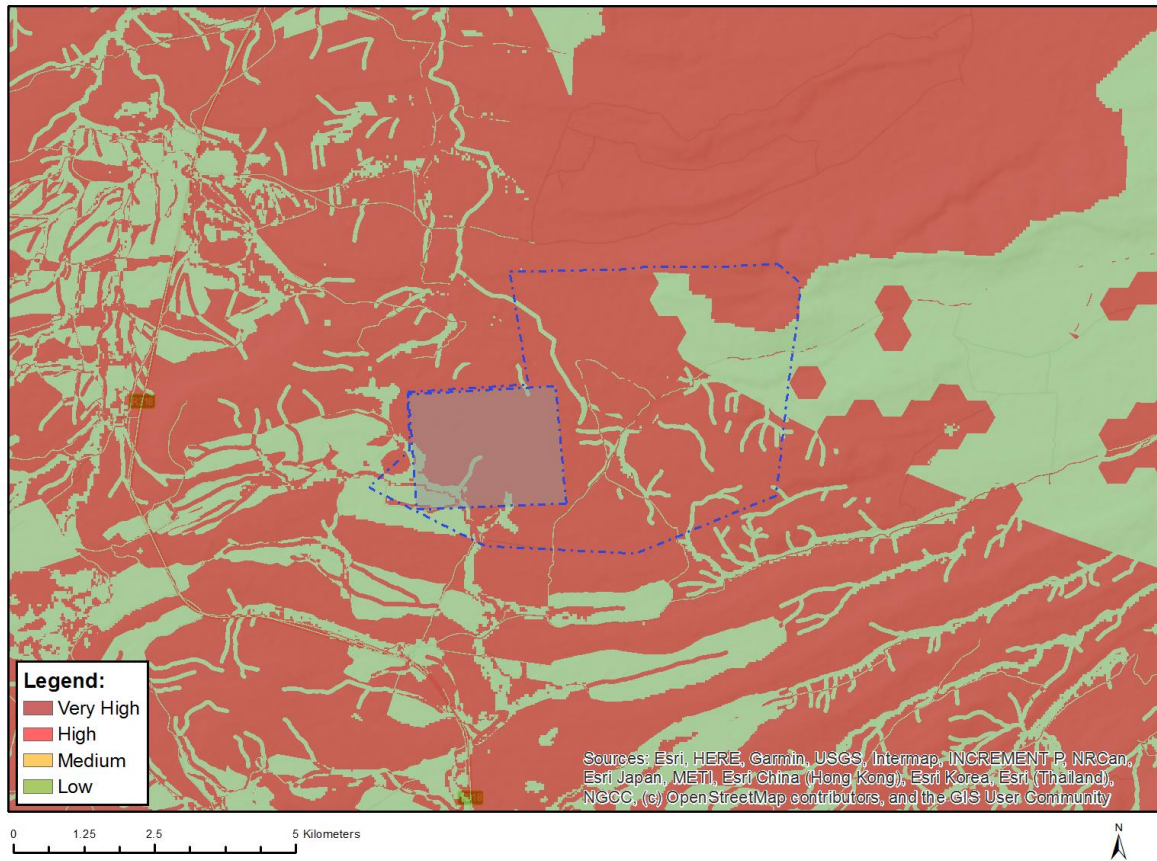 Legend:
Very High
High
Medium
Low
Sources: Esri, HERE, Garmin, USGS, Intermap, INCREMENT P, NRCan,
Esri Japan, METI, Esri China (Hong Kong), Esri Korea, Esri (Thailand),
NGCC, (c) OpenStreetMap contributors, and the GIS User Community
0 1.25 2.5 5 Kilometers
N